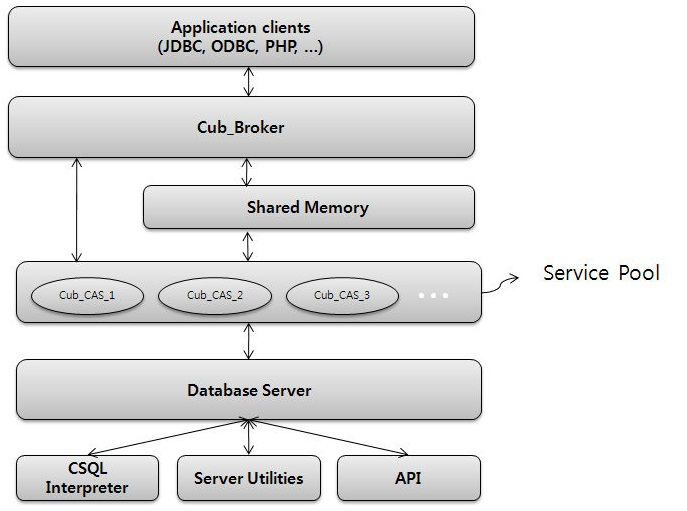 Application clients
(JDBC, ODBC, PHP, ...)
Cub_Broker
Shared Memory
Cub_CAS_1
Cub_CAS_2
Cub_CAS_3
...
Service Pool
Database Server
CSQL
Interpreter
Server Utilities
API